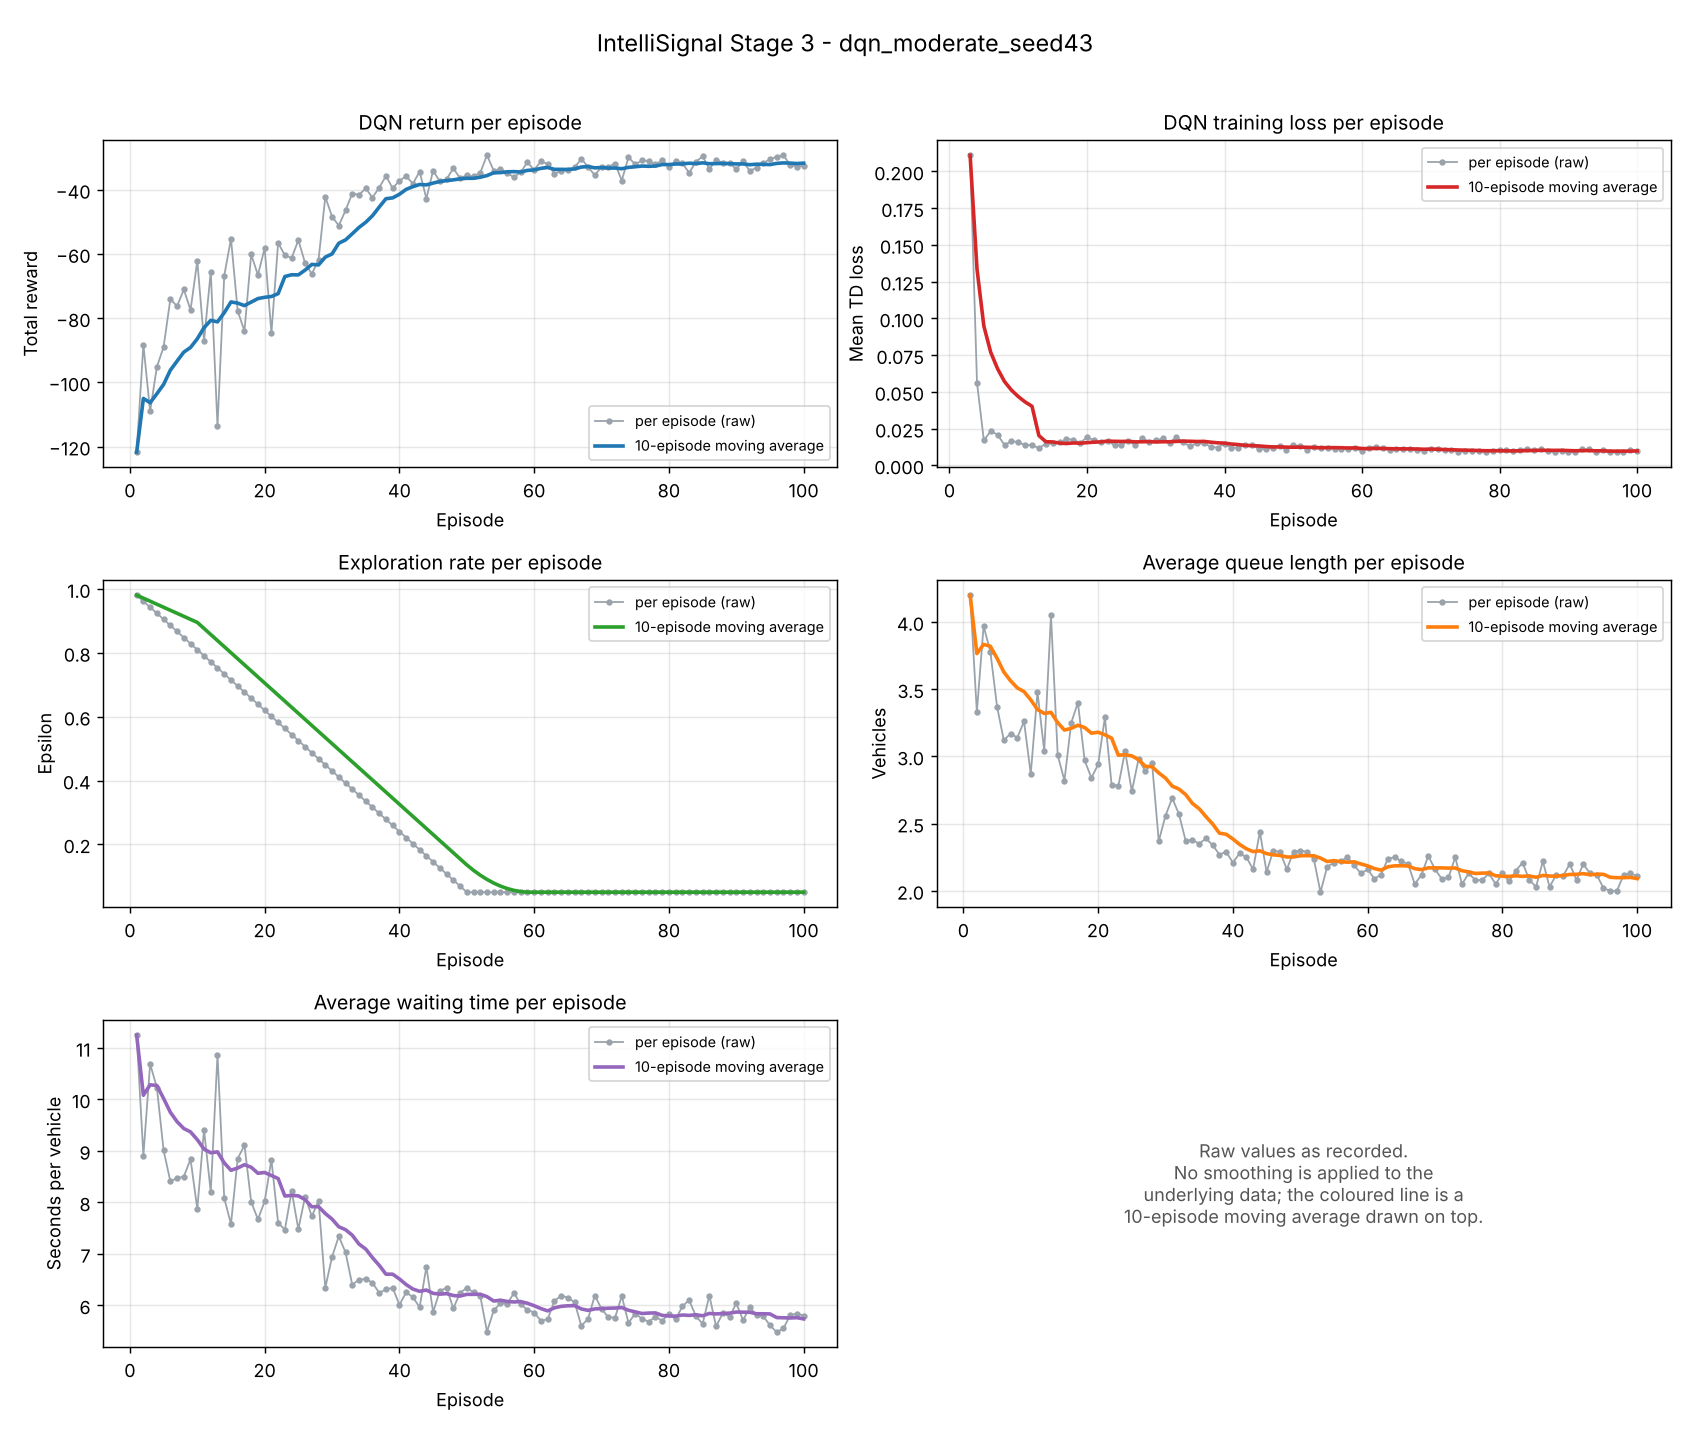 IntelliSignal Stage 3 - dqn_moderate_seed43
DQN return per episode
Total reward
−40
−60
−80
−100
−120
per episode (raw)
10-episode moving average
0 20 40 60 80 100
Episode
DQN training loss per episode
Mean TD loss
0.200
0.175
0.150
0.125
0.100
0.075
0.050
0.025
0.000
per episode (raw)
10-episode moving average
0 20 40 60 80 100
Episode
Exploration rate per episode
Epsilon
1.0
0.8
0.6
0.4
0.2
per episode (raw)
10-episode moving average
0 20 40 60 80 100
Episode
Average queue length per episode
Vehicles
4.0
3.5
3.0
2.5
2.0
per episode (raw)
10-episode moving average
0 20 40 60 80 100
Episode
Average waiting time per episode
Seconds per vehicle
11
10
9
8
7
6
per episode (raw)
10-episode moving average
0 20 40 60 80 100
Episode
Raw values as recorded.
No smoothing is applied to the
underlying data; the coloured line is a
10-episode moving average drawn on top.